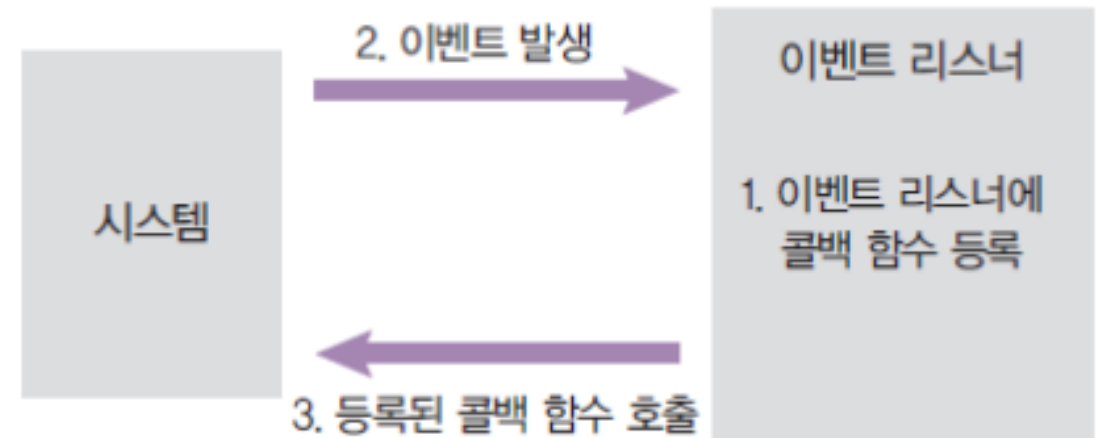 2. 이벤트 발생
이벤트 리스너
시스템
1. 이벤트 리스너에
콜백 함수 등록
3. 등록된 콜백 함수 호출